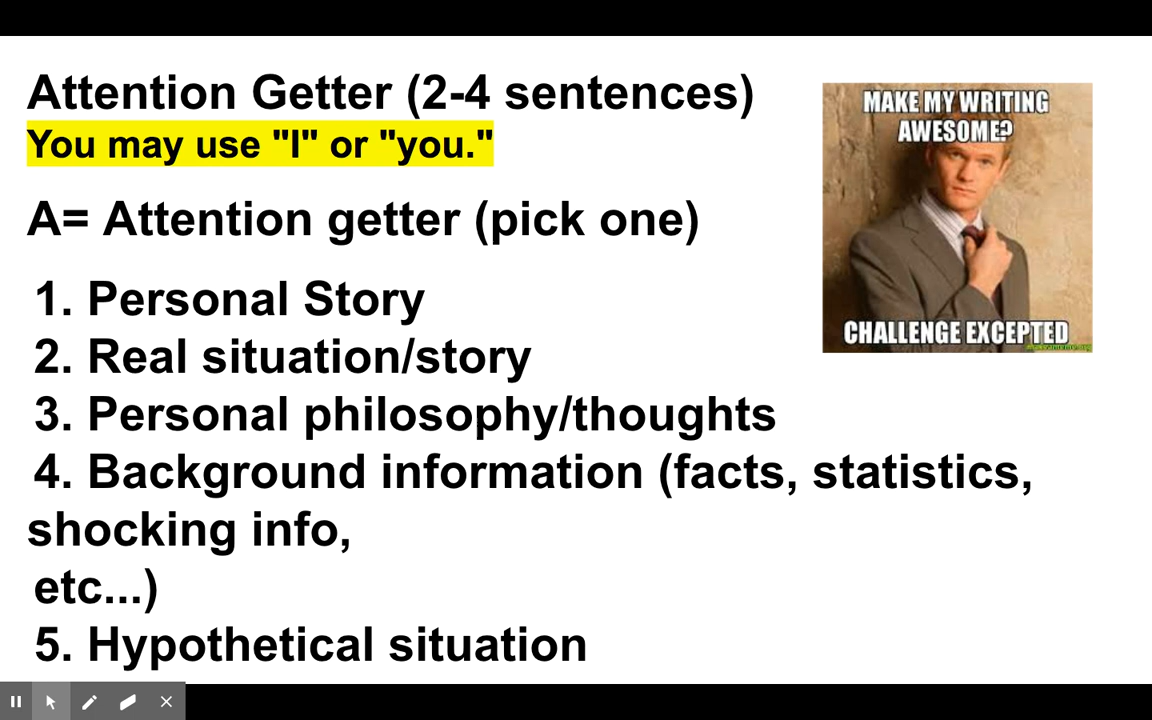 Attention Getter (2-4 sentences)
You may use "I" or "you."
A= Attention getter (pick one)
1. Personal Story
2. Real situation/story
3. Personal philosophy/thoughts
4. Background information (facts, statistics,
shocking info,
etc...)
5. Hypothetical situation
MAKE MY WRITING
AWESOME?
CHALLENGE EXCEPTED